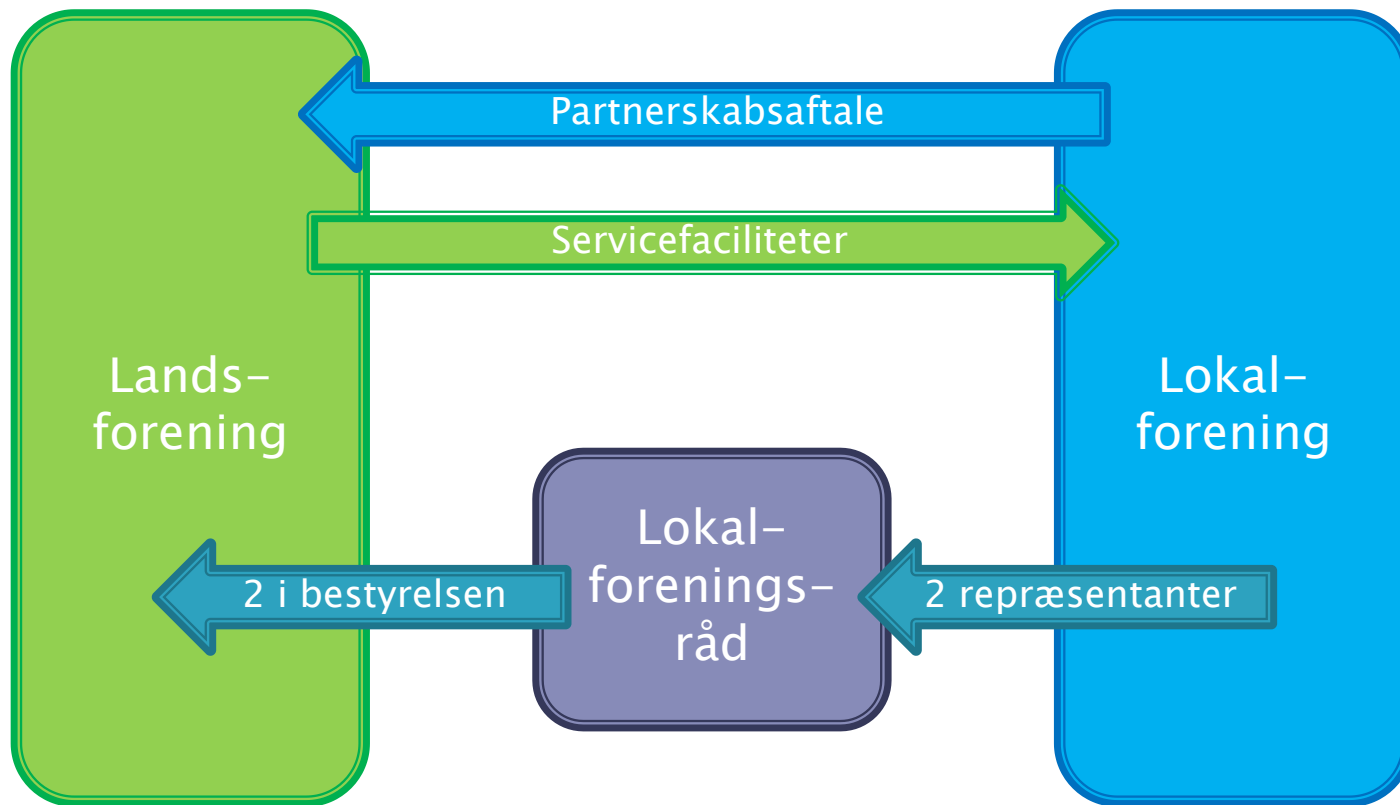 Partnerskabsaftale
Servicefaciliteter
Lands-
forening
Lokal-
forening
Lokal-
forenings-
råd
2 i bestyrelsen
2 repræsentanter